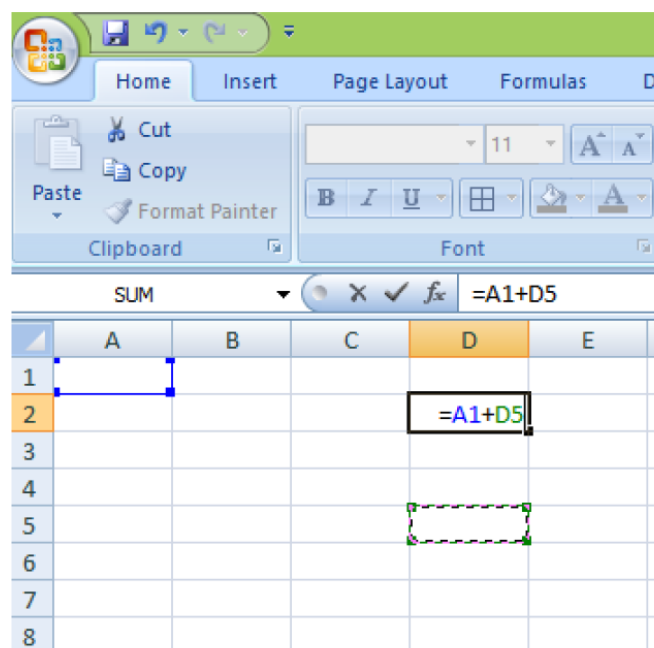 Home Insert Page Layout Formulas D
Cut
Copy
Paste
Format Painter
Clipboard
11 A A
B I U A
Font
SUM fx =A1+D5
A B C D E
1
2 =A1+D5
3
4
5
6
7
8